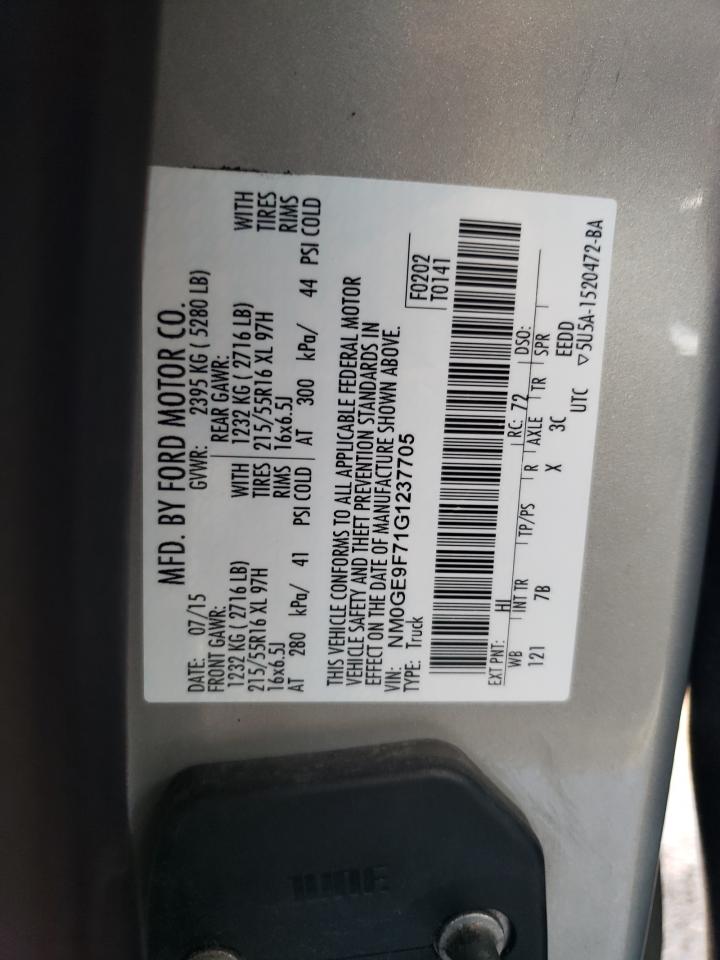 MFD. BY FORD MOTOR CO.
DATE: 07/15 GVWR: 2395 KG ( 5280 LB)
FRONT GAWR: REAR GAWR:
1232 KG ( 2716 LB) WITH 1232 KG ( 2716 LB) WITH
215/55R16 XL 97H TIRES 215/55R16 XL 97H TIRES
16x6.5J RIMS 16x6.5J RIMS
AT 280 kPa/ 41 PSI COLD AT 300 kPa/ 44 PSI COLD
THIS VEHICLE CONFORMS TO ALL APPLICABLE FEDERAL MOTOR
VEHICLE SAFETY AND THEFT PREVENTION STANDARDS IN
EFFECT ON THE DATE OF MANUFACTURE SHOWN ABOVE.
VIN: NM0GE9F71G1237705 F0202
TYPE: Truck T0141
EXT PNT: HI RC: 72 DSO:
WB INT TR TP/PS R AXLE TR SPR
121 7B X 3C EEDD
UTC ▽5U5A-1520472-BA